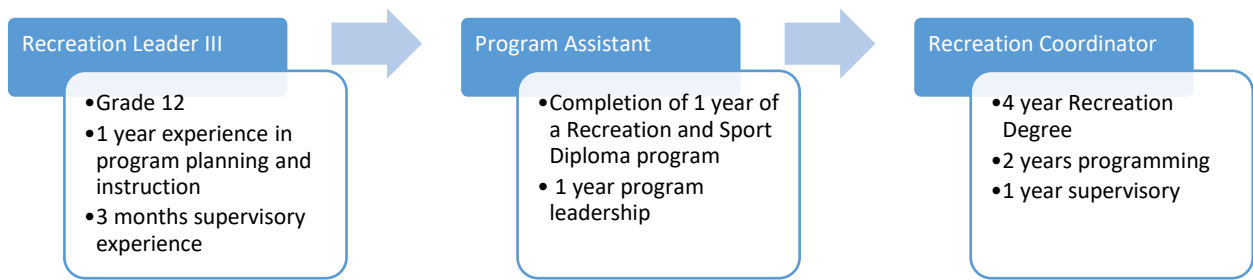 Recreation Leader III
•Grade 12
•1 year experience in
program planning and
instruction
•3 months supervisory
experience
Program Assistant
•Completion of 1 year of
a Recreation and Sport
Diploma program
• 1 year program
leadership
Recreation Coordinator
•4 year Recreation
Degree
•2 years programming
•1 year supervisory